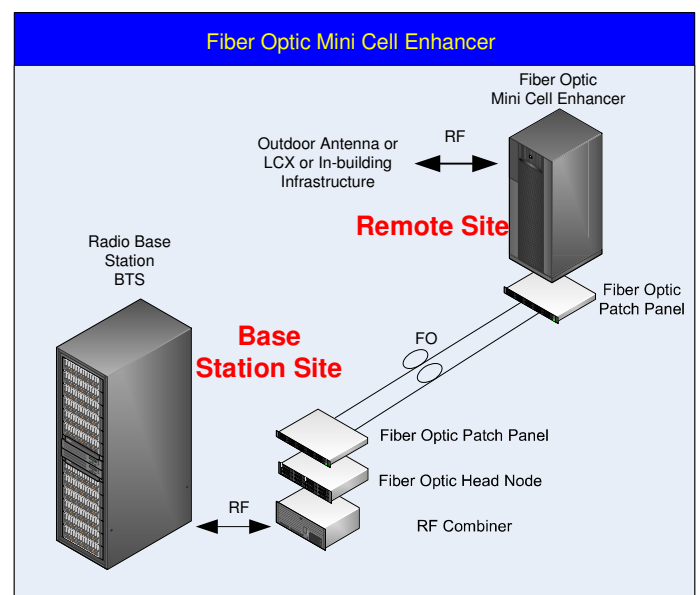 Fiber Optic Mini Cell Enhancer
Fiber Optic
Mini Cell Enhancer
RF
Outdoor Antenna or
LCX or In-building
Infrastructure
Remote Site
Radio Base
Station
BTS
Fiber Optic
Patch Panel
Base
Station Site
FO
Fiber Optic Patch Panel
Fiber Optic Head Node
RF
RF Combiner